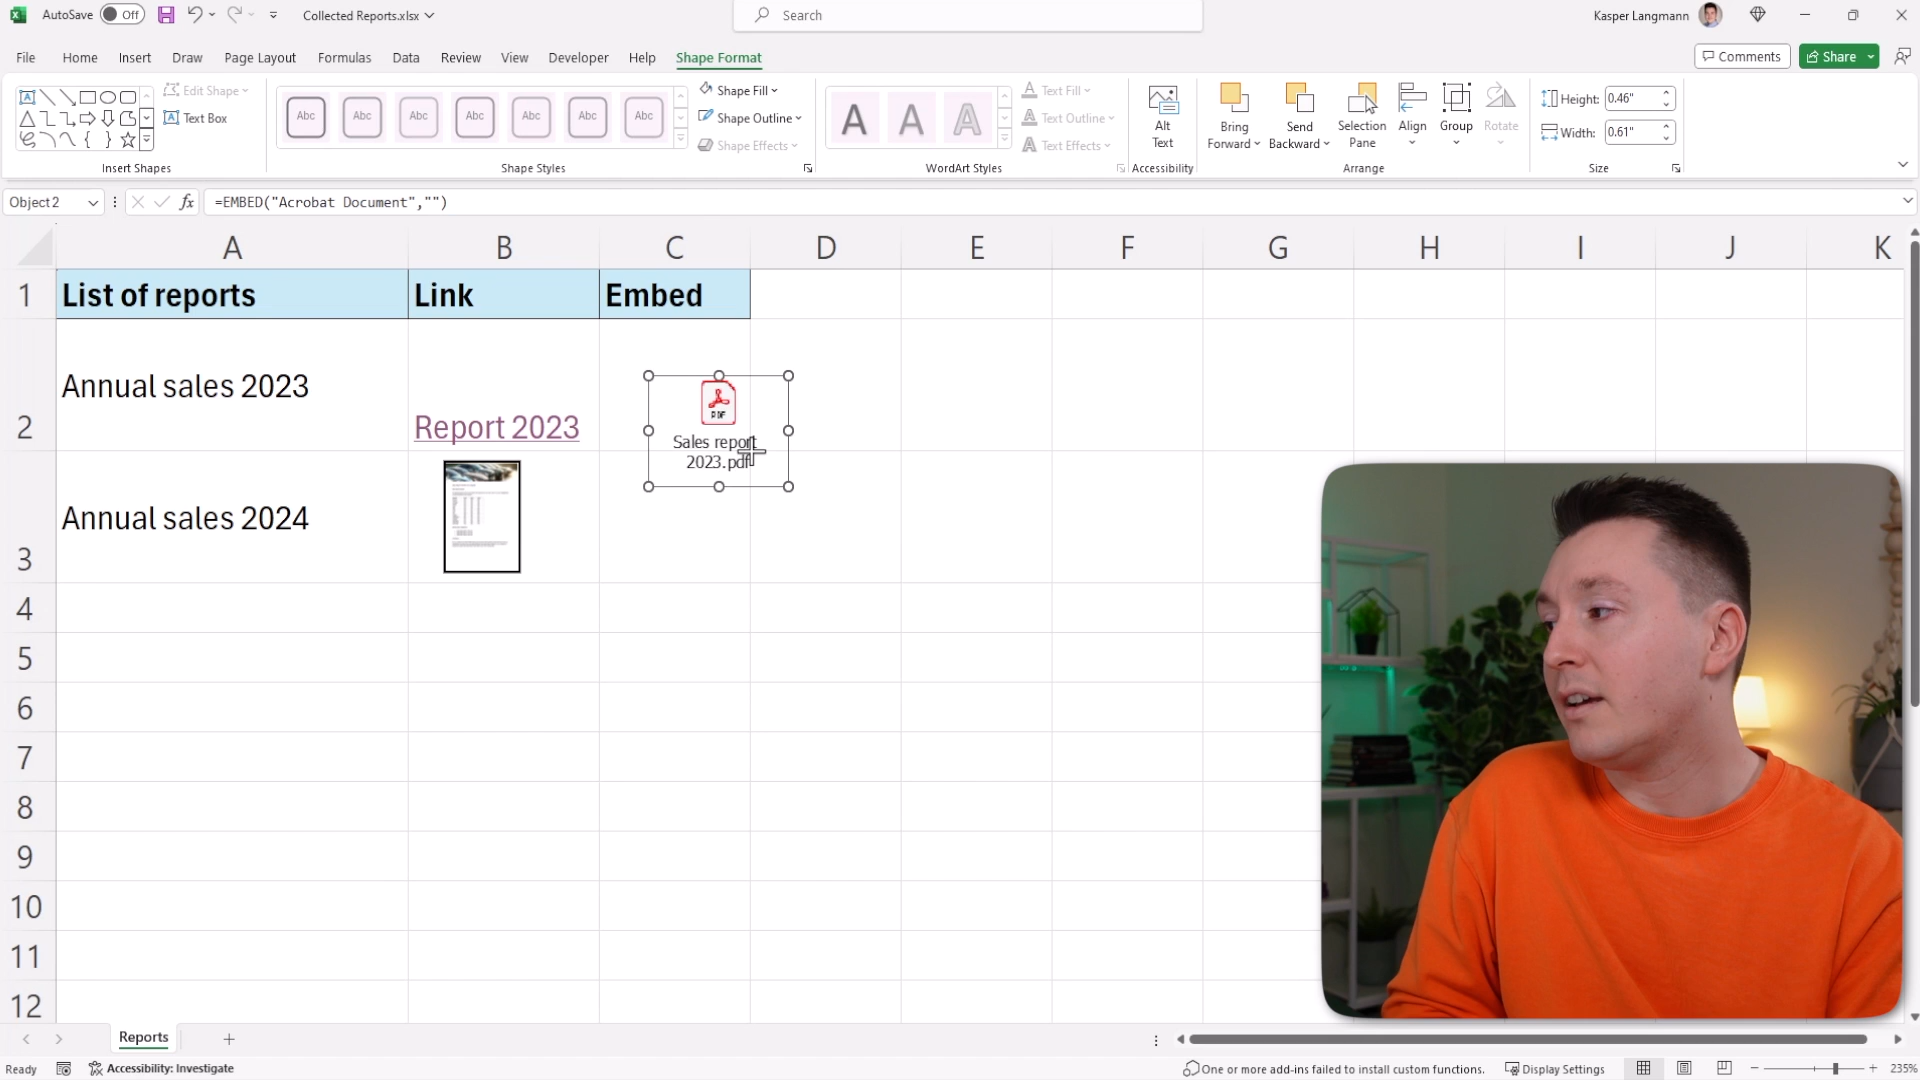 AutoSave Off Collected Reports.xlsx Search Kasper Langmann
File Home Insert Draw Page Layout Formulas Data Review View Developer Help Shape Format Comments Share
Edit Shape
Text Box
Insert Shapes
Abc Abc Abc Abc Abc Abc Abc
Shape Fill
Shape Outline
Shape Effects
Shape Styles
A A A
Text Fill
Text Outline
Text Effects
WordArt Styles
Alt
Text
Accessibility
Bring
Forward
Send
Backward
Selection
Pane
Align
Group
Rotate
Arrange
Height: 0.46"
Width: 0.61"
Size
Object 2 fx =EMBED("Acrobat Document","")
A B C D E F G H I J K
1 List of reports Link Embed
2 Annual sales 2023 Report 2023
PDF
Sales report
2023.pdf
3 Annual sales 2024
4
5
6
7
8
9
10
11
12
Reports
Ready Accessibility: Investigate One or more add-ins failed to install custom functions. Display Settings 235%